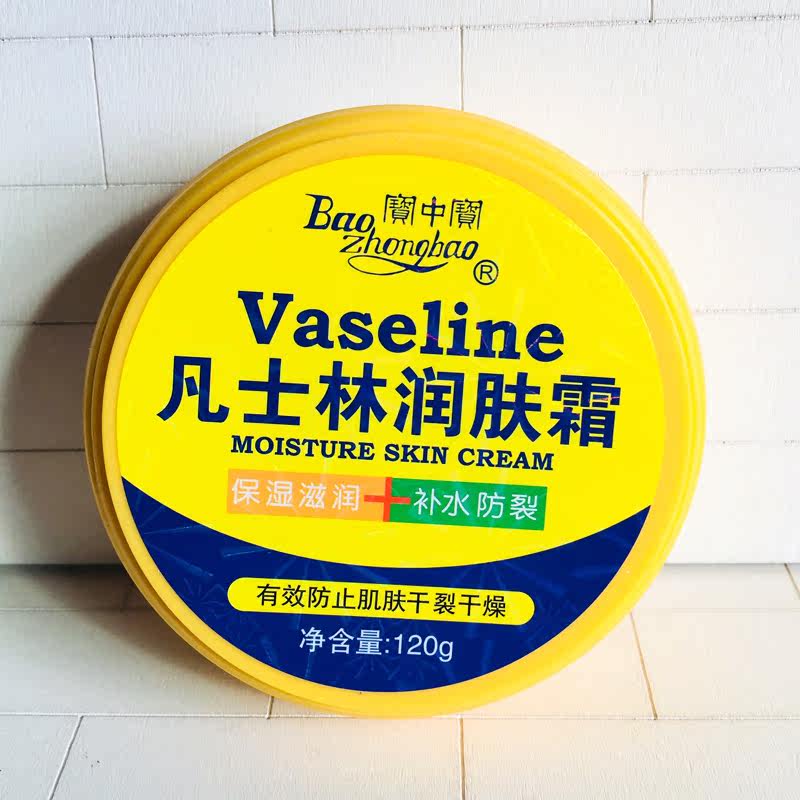 寶中寶
Bao Zhongbao®
Vaseline
凡士林润肤霜
MOISTURE SKIN CREAM
保湿滋润+补水防裂
有效防止肌肤干裂干燥
净含量:120g